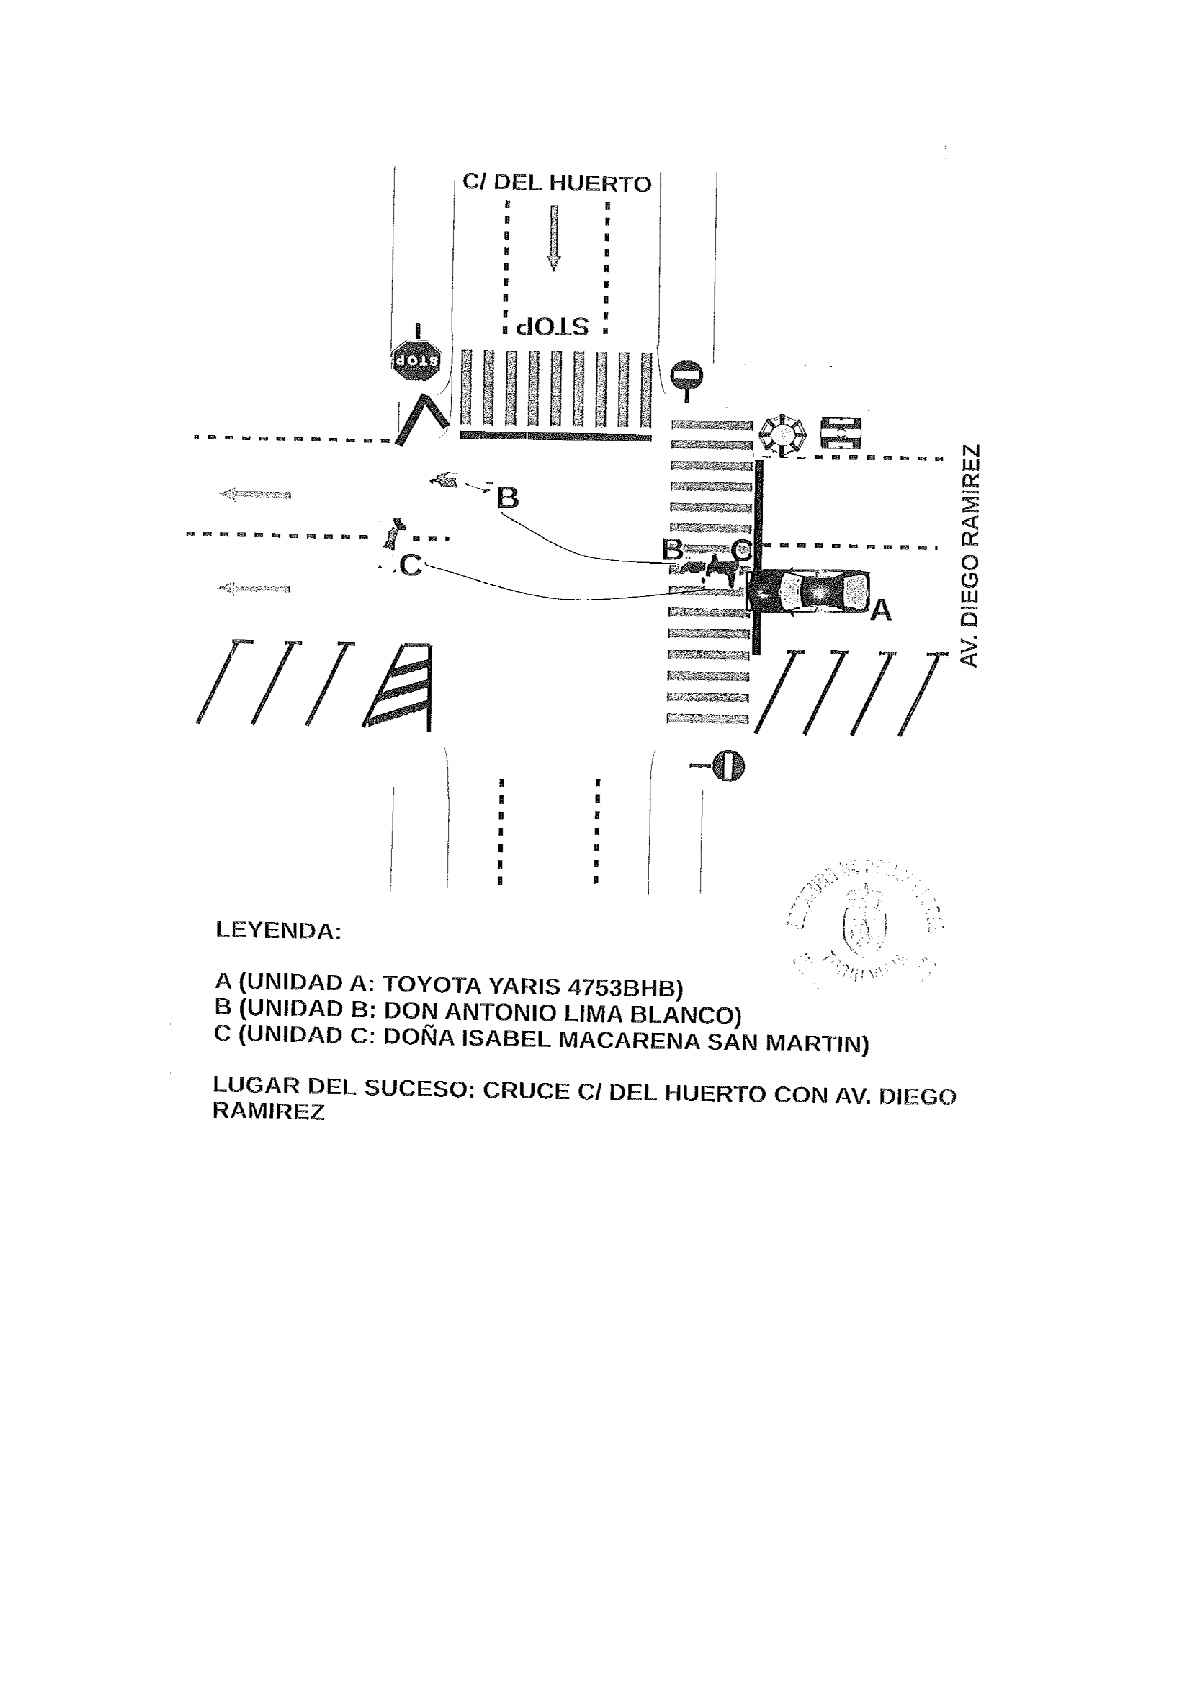 C/ DEL HUERTO
STOP
STOP
B
B
C
C
A
AV. DIEGO RAMIREZ
LEYENDA:
A (UNIDAD A: TOYOTA YARIS 4753BHB)
B (UNIDAD B: DON ANTONIO LIMA BLANCO)
C (UNIDAD C: DOÑA ISABEL MACARENA SAN MARTIN)
LUGAR DEL SUCESO: CRUCE C/ DEL HUERTO CON AV. DIEGO
RAMIREZ